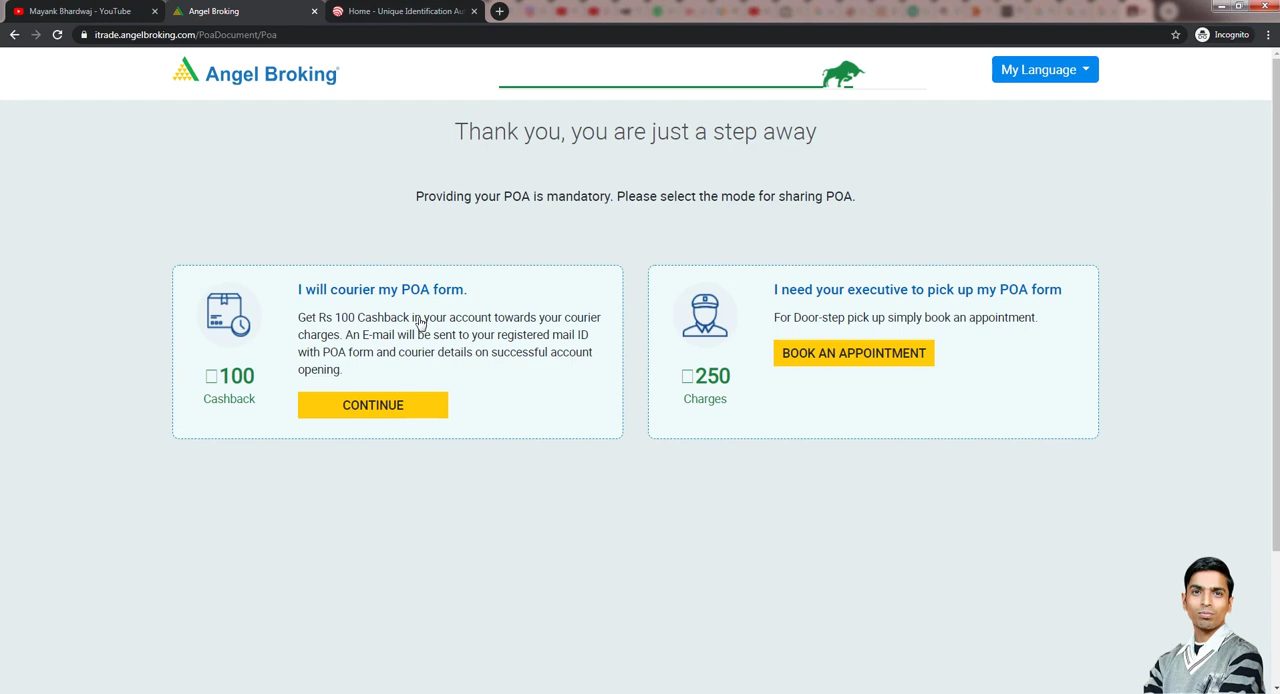 Mayank Bhardwaj - YouTube
Angel Broking
Home - Unique Identification Au
itrade.angelbroking.com/PoaDocument/Poa
Incognito
Angel Broking
My Language
Thank you, you are just a step away
Providing your POA is mandatory. Please select the mode for sharing POA.
I will courier my POA form.
Get Rs 100 Cashback in your account towards your courier
charges. An E-mail will be sent to your registered mail ID
with POA form and courier details on successful account
opening.
100
Cashback
CONTINUE
I need your executive to pick up my POA form
For Door-step pick up simply book an appointment.
BOOK AN APPOINTMENT
250
Charges